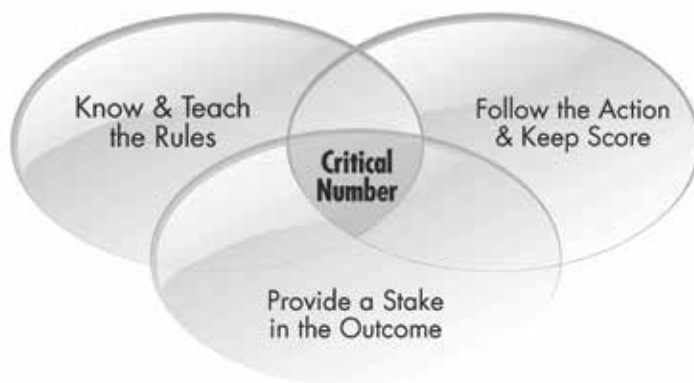 Know & Teach
the Rules
Follow the Action
& Keep Score
Critical
Number
Provide a Stake
in the Outcome